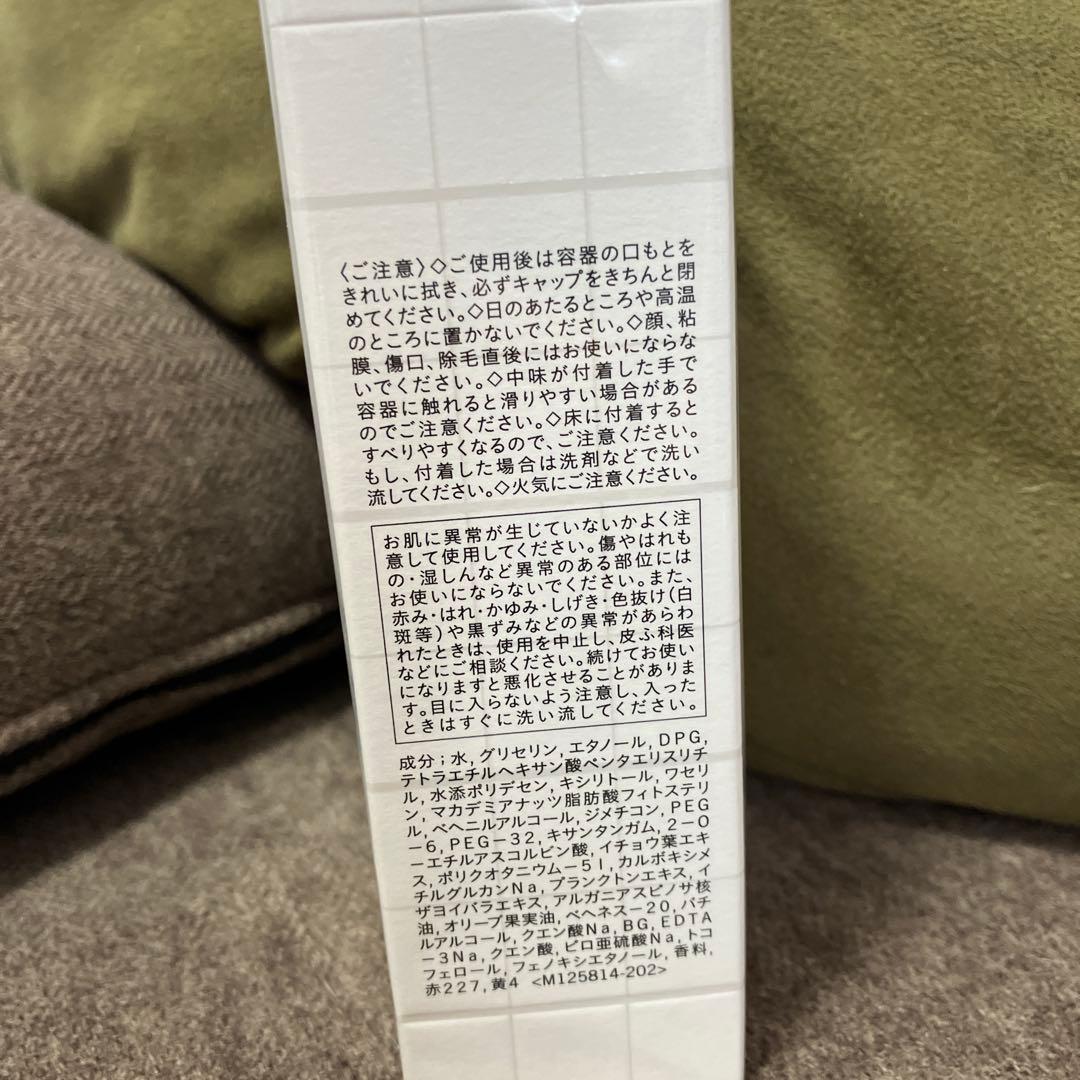 〈ご注意〉◇ご使用後は容器の口もとを
きれいに拭き、必ずキャップをきちんと閉
めてください。◇日のあたるところや高温
のところに置かないでください。◇顔、粘
膜、傷口、除毛直後にはお使いにならな
いでください。◇中味が付着した手で
容器に触れると滑りやすい場合がある
のでご注意ください。◇床に付着すると
すべりやすくなるので、ご注意ください。
もし、付着した場合は洗剤などで洗い
流してください。◇火気にご注意ください。
お肌に異常が生じていないかよく注
意して使用してください。傷やはれも
の・湿しんなど異常のある部位には
お使いにならないでください。また、
赤み・はれ・かゆみ・しげき・色抜け(白
斑等)や黒ずみなどの異常があらわ
れたときは、使用を中止し、皮ふ科医
などにご相談ください。続けてお使い
になりますと悪化させることがありま
す。目に入らないよう注意し、入った
ときはすぐに洗い流してください。
成分;水,グリセリン,エタノール,DPG,
テトラエチルヘキサン酸ペンタエリスリチ
ル,水添ポリデセン,キシリトール,ワセリ
ン,マカデミアナッツ脂肪酸フィトステリ
ル,ベヘニルアルコール,ジメチコン,PEG
-6,PEG-32,キサンタンガム,2-O
-エチルアスコルビン酸,イチョウ葉エキ
ス,ポリクオタニウム-51,カルボキシメ
チルグルカンNa,プランクトンエキス,イ
ザヨイバラエキス,アルガニアスピノサ核
油,オリーブ果実油,ベヘネス-20,バチ
ルアルコール,クエン酸Na,BG,EDTA
-3Na,クエン酸,ピロ亜硫酸Na,トコ
フェロール,フェノキシエタノール,香料,
赤227,黄4 <M125814-202>